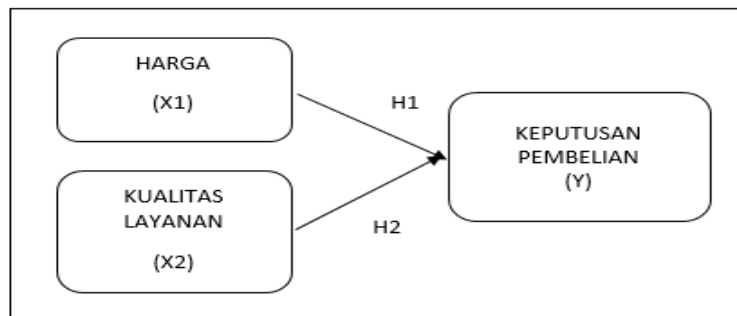 HARGA
(X1)
H1
KEPUTUSAN
PEMBELIAN
(Y)
KUALITAS
LAYANAN
(X2)
H2